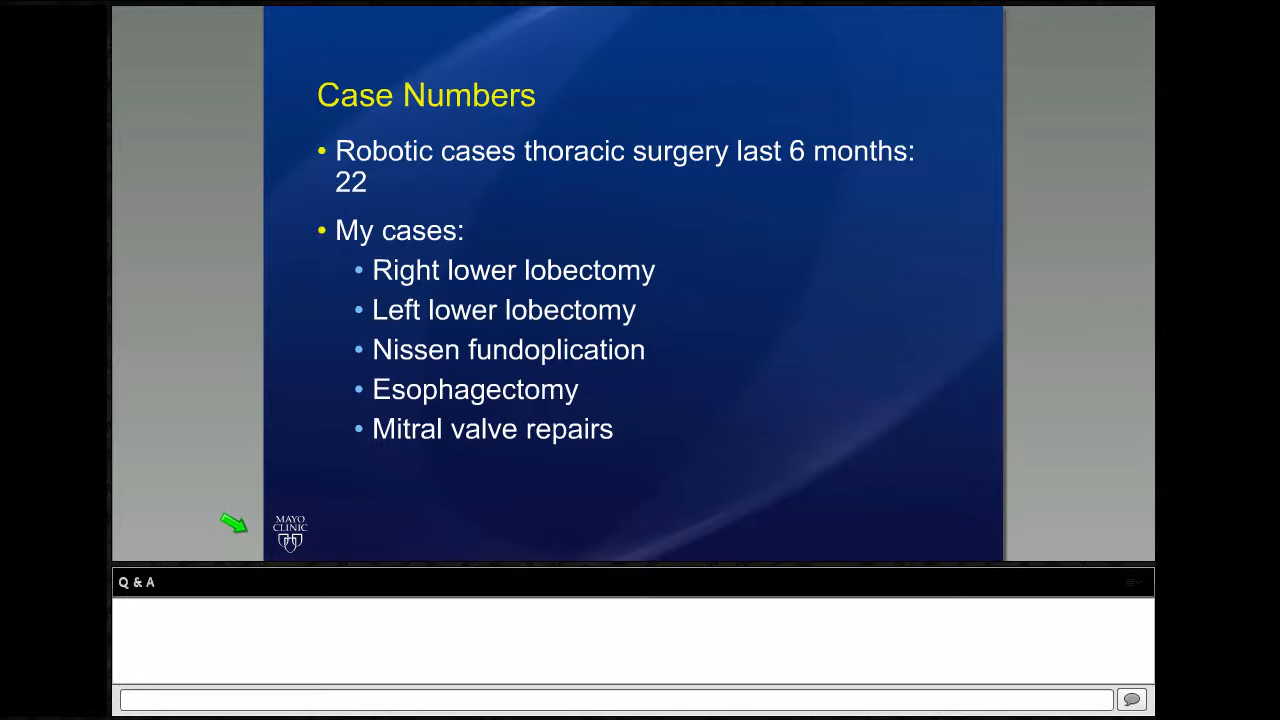 Case Numbers
• Robotic cases thoracic surgery last 6 months:
22
• My cases:
• Right lower lobectomy
• Left lower lobectomy
• Nissen fundoplication
• Esophagectomy
• Mitral valve repairs
MAYO
CLINIC
Q & A